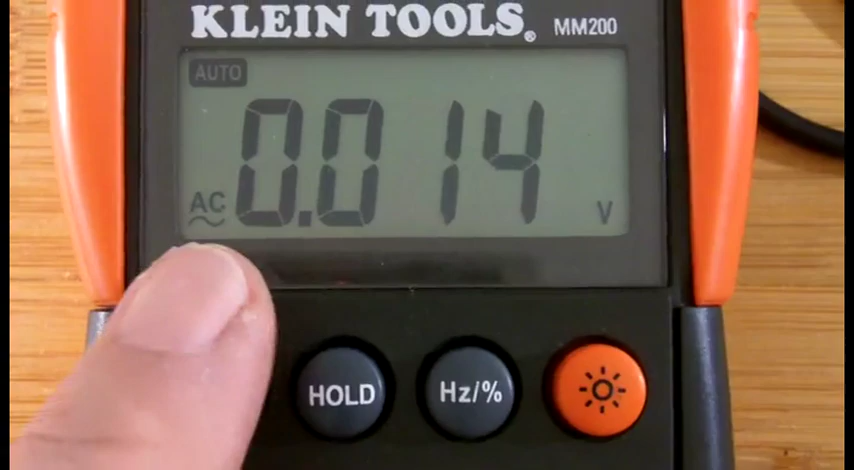 KLEIN TOOLS® MM200
AUTO
0.014
AC
V
HOLD
Hz/%